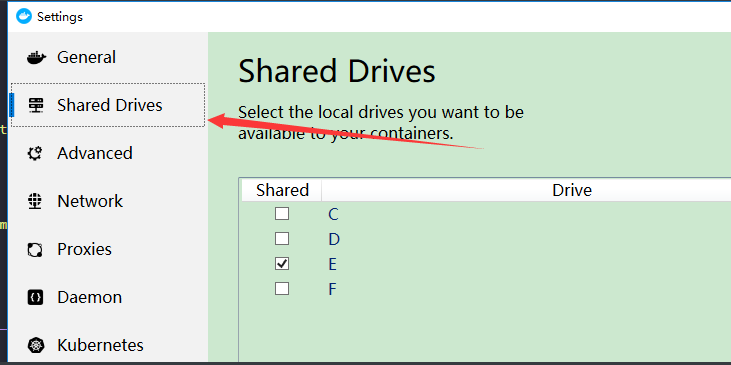 Settings
General
Shared Drives
Advanced
Network
Proxies
Daemon
Kubernetes
Shared Drives
Select the local drives you want to be
available to your containers.
Shared Drive
C
D
E
F
t
m